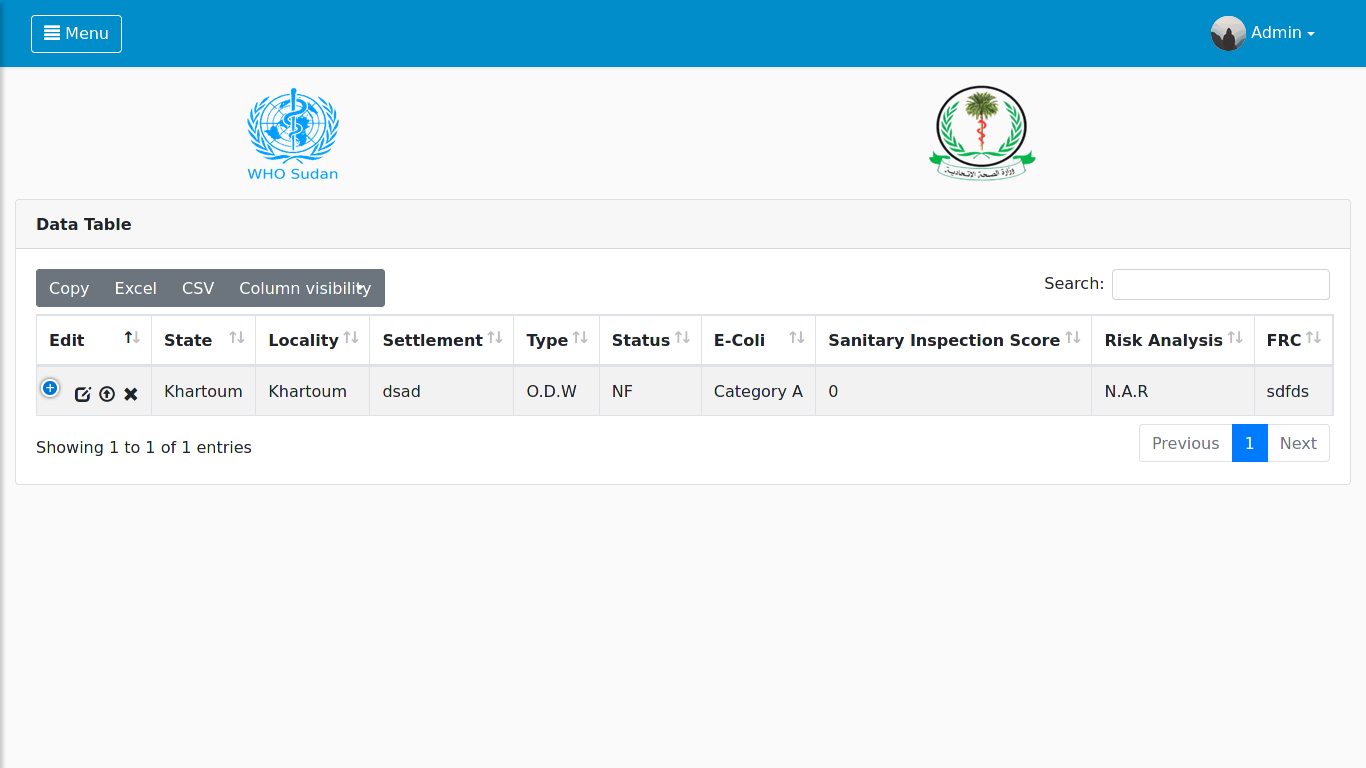 Menu
Admin
WHO Sudan
وزارة الصحة الاتحادية
Data Table
Copy Excel CSV Column visibility
Search:
Edit State Locality Settlement Type Status E-Coli Sanitary Inspection Score Risk Analysis FRC
Khartoum Khartoum dsad O.D.W NF Category A 0 N.A.R sdfds
Showing 1 to 1 of 1 entries
Previous 1 Next